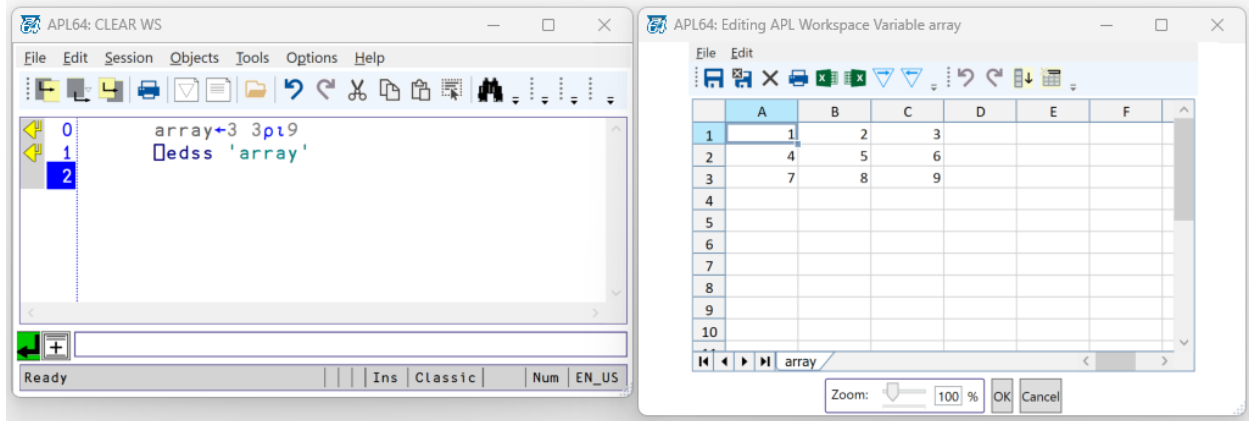 APL64: CLEAR WS
File Edit Session Objects Tools Options Help
0 array←3 3⍴⍳9
1 ⎕edss 'array'
2
Ready Ins Classic Num EN_US
APL64: Editing APL Workspace Variable array
File Edit
A B C D E F
1 1 2 3
2 4 5 6
3 7 8 9
4
5
6
7
8
9
10
array
Zoom: 100 % OK Cancel